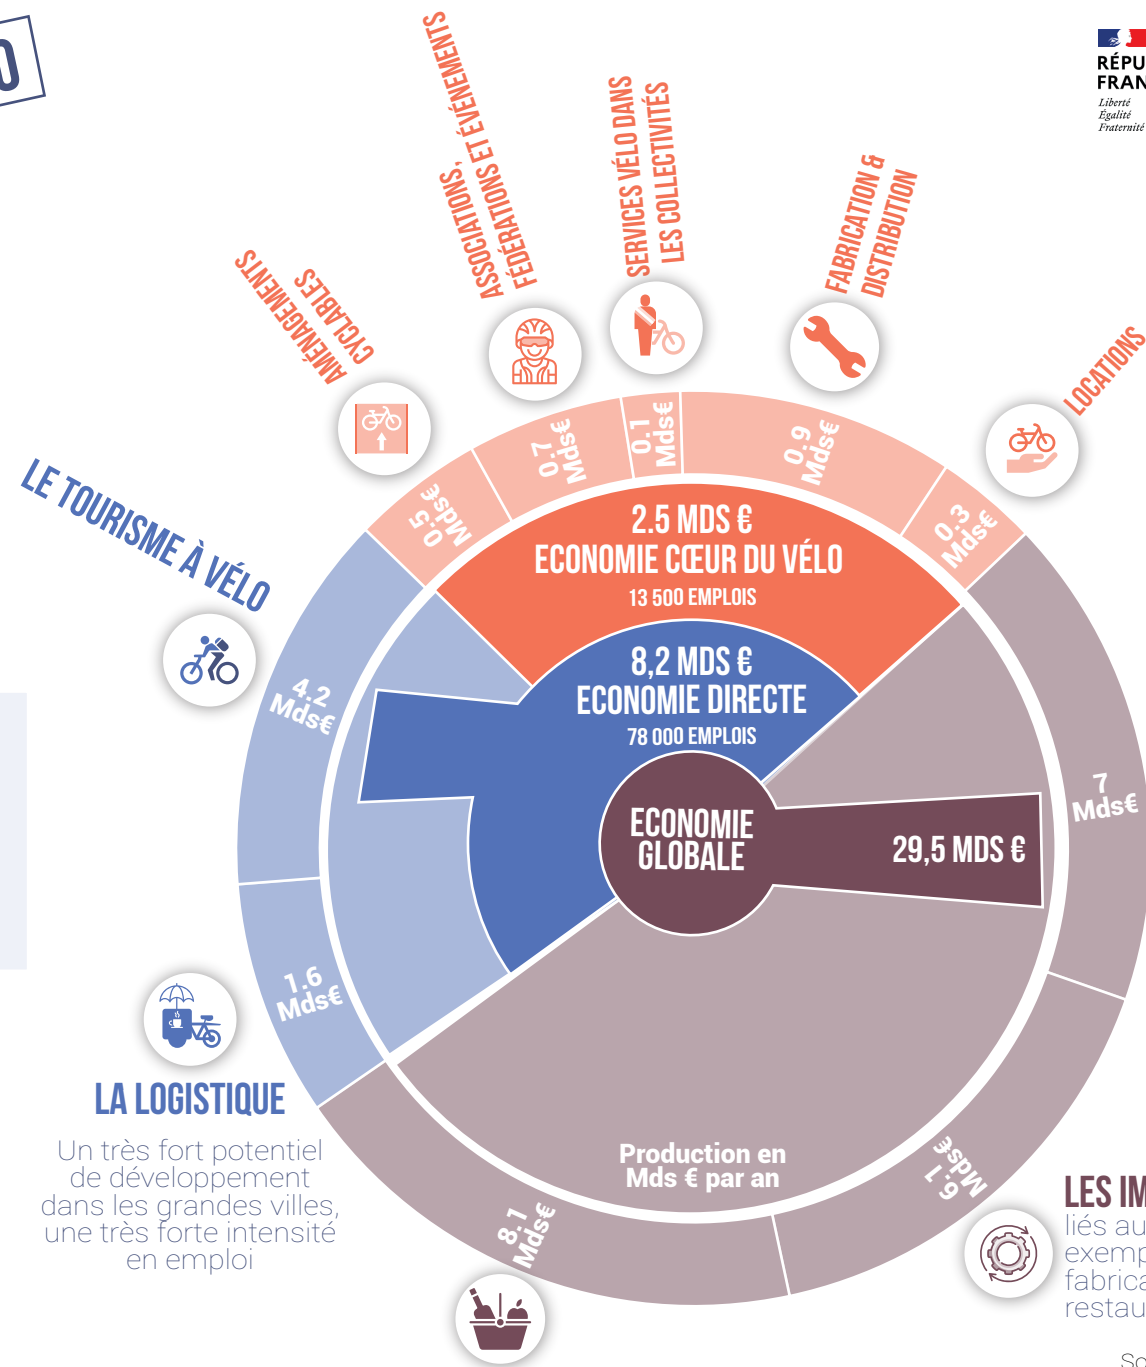 RÉPU
FRAN
Liberté
Égalité
Fraternité
ASSOCIATIONS,
FÉDÉRATIONS ET ÉVÉNEMENTS
SERVICES VÉLO DANS
LES COLLECTIVITÉS
FABRICATION &
DISTRIBUTION
AMÉNAGEMENTS
CYCLABLES
LOCATIONS
LE TOURISME À VÉLO
0.5
Mds€
0.7
Mds€
0.1
Mds€
0.9
Mds€
0.3
Mds€
2.5 MDS €
ECONOMIE CŒUR DU VÉLO
13 500 EMPLOIS
8,2 MDS €
ECONOMIE DIRECTE
78 000 EMPLOIS
4.2
Mds€
7
Mds€
ECONOMIE
GLOBALE
29,5 MDS €
1.6
Mds€
LA LOGISTIQUE
Un très fort potentiel
de développement
dans les grandes villes,
une très forte intensité
en emploi
Production en
Mds € par an
8.1
Mds€
6.1
Mds€
LES IM
liés au
exemp
fabrica
restau
So